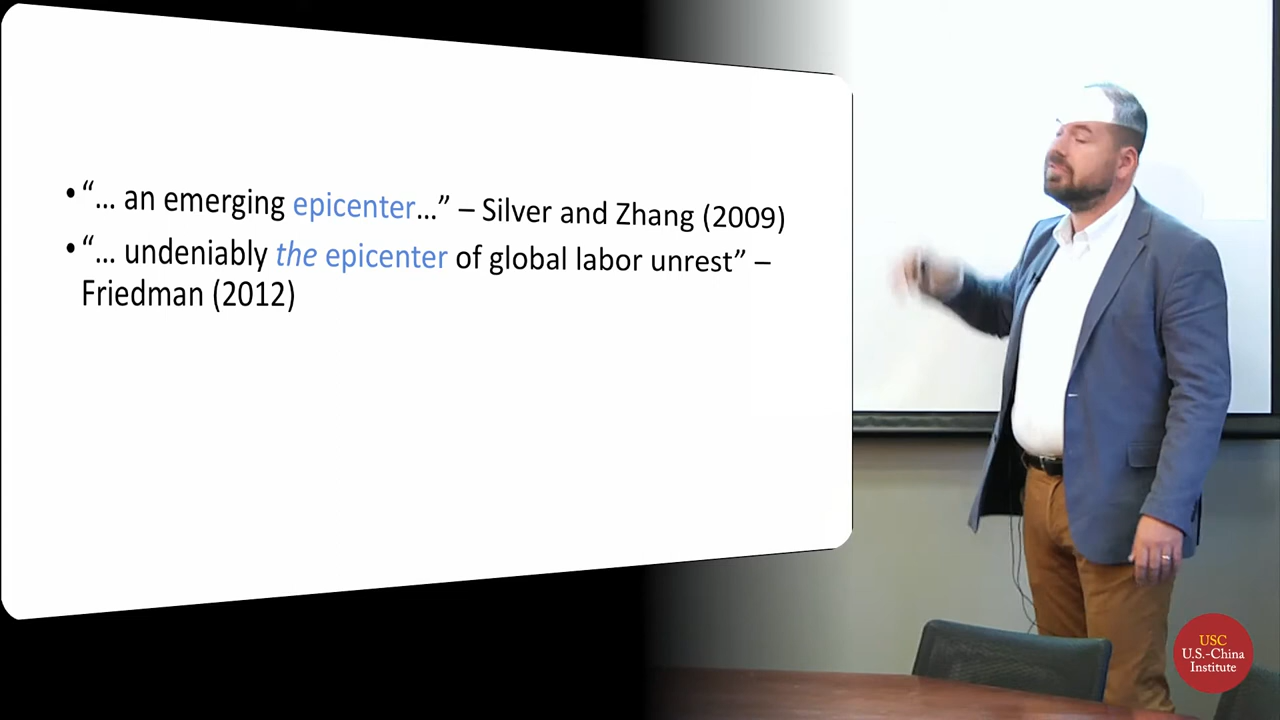 • “… an emerging epicenter…” – Silver and Zhang (2009)
• “… undeniably the epicenter of global labor unrest” –
Friedman (2012)
USC
U.S.-China
Institute